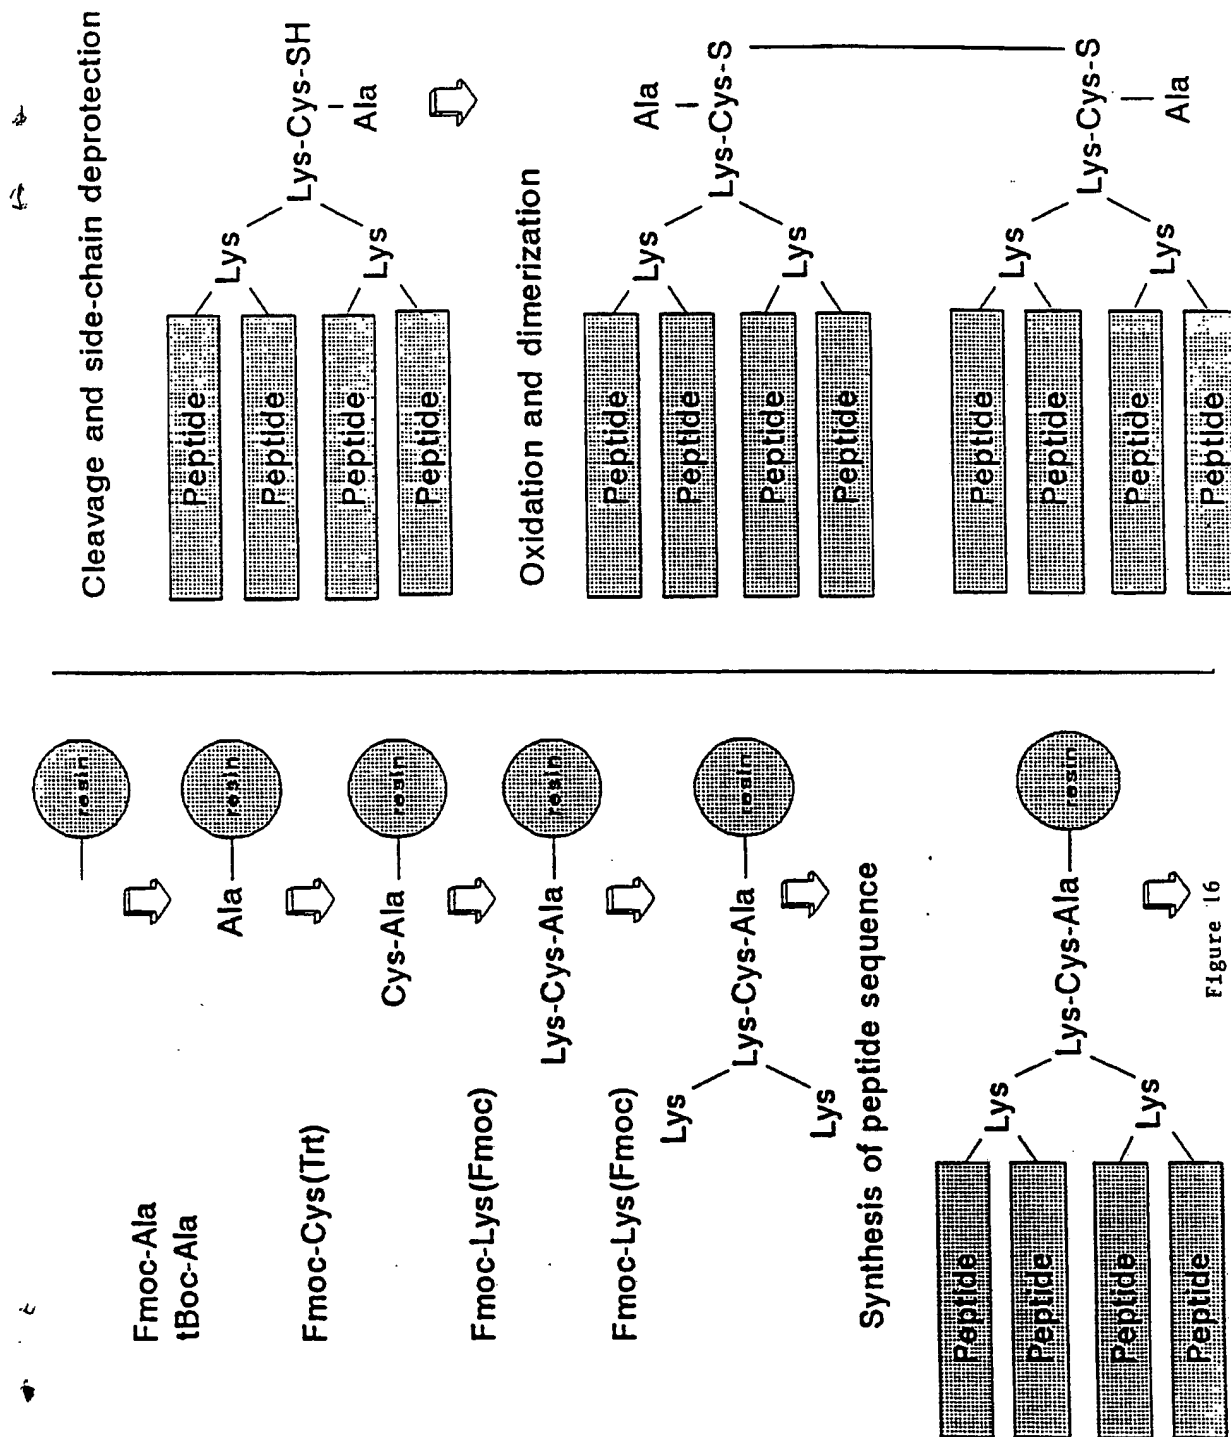 resin
Fmoc-Ala
tBoc-Ala
Ala
resin
Fmoc-Cys(Trt)
Cys-Ala
resin
Fmoc-Lys(Fmoc)
Lys-Cys-Ala
resin
Fmoc-Lys(Fmoc)
Lys
Lys-Cys-Ala
resin
Lys
Synthesis of peptide sequence
Peptide
Peptide
Lys
Lys-Cys-Ala
resin
Peptide
Peptide
Lys
Figure 16
Cleavage and side-chain deprotection
Peptide
Peptide
Lys
Lys-Cys-SH
Ala
Peptide
Peptide
Lys
Oxidation and dimerization
Peptide
Peptide
Lys
Ala
Lys-Cys-S
Peptide
Peptide
Lys
Peptide
Peptide
Lys
Lys-Cys-S
Ala
Peptide
Peptide
Lys